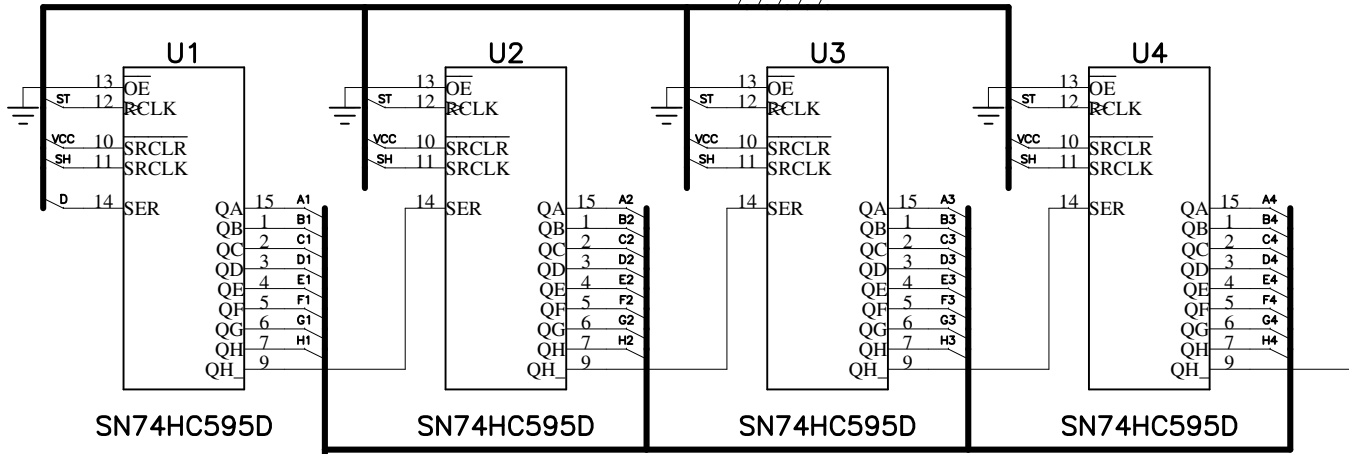 U1 U2 U3 U4
13 OE 13 OE 13 OE 13 OE
ST 12 RCLK ST 12 RCLK ST 12 RCLK ST 12 RCLK
VCC 10 SRCLR VCC 10 SRCLR VCC 10 SRCLR VCC 10 SRCLR
SH 11 SRCLK SH 11 SRCLK SH 11 SRCLK SH 11 SRCLK
D 14 SER QA 15 A1 14 SER QA 15 A2 14 SER QA 15 A3 14 SER QA 15 A4
QB 1 B1 QB 1 B2 QB 1 B3 QB 1 B4
QC 2 C1 QC 2 C2 QC 2 C3 QC 2 C4
QD 3 D1 QD 3 D2 QD 3 D3 QD 3 D4
QE 4 E1 QE 4 E2 QE 4 E3 QE 4 E4
QF 5 F1 QF 5 F2 QF 5 F3 QF 5 F4
QG 6 G1 QG 6 G2 QG 6 G3 QG 6 G4
QH 7 H1 QH 7 H2 QH 7 H3 QH 7 H4
QH_ 9 QH_ 9 QH_ 9 QH_ 9
SN74HC595D SN74HC595D SN74HC595D SN74HC595D